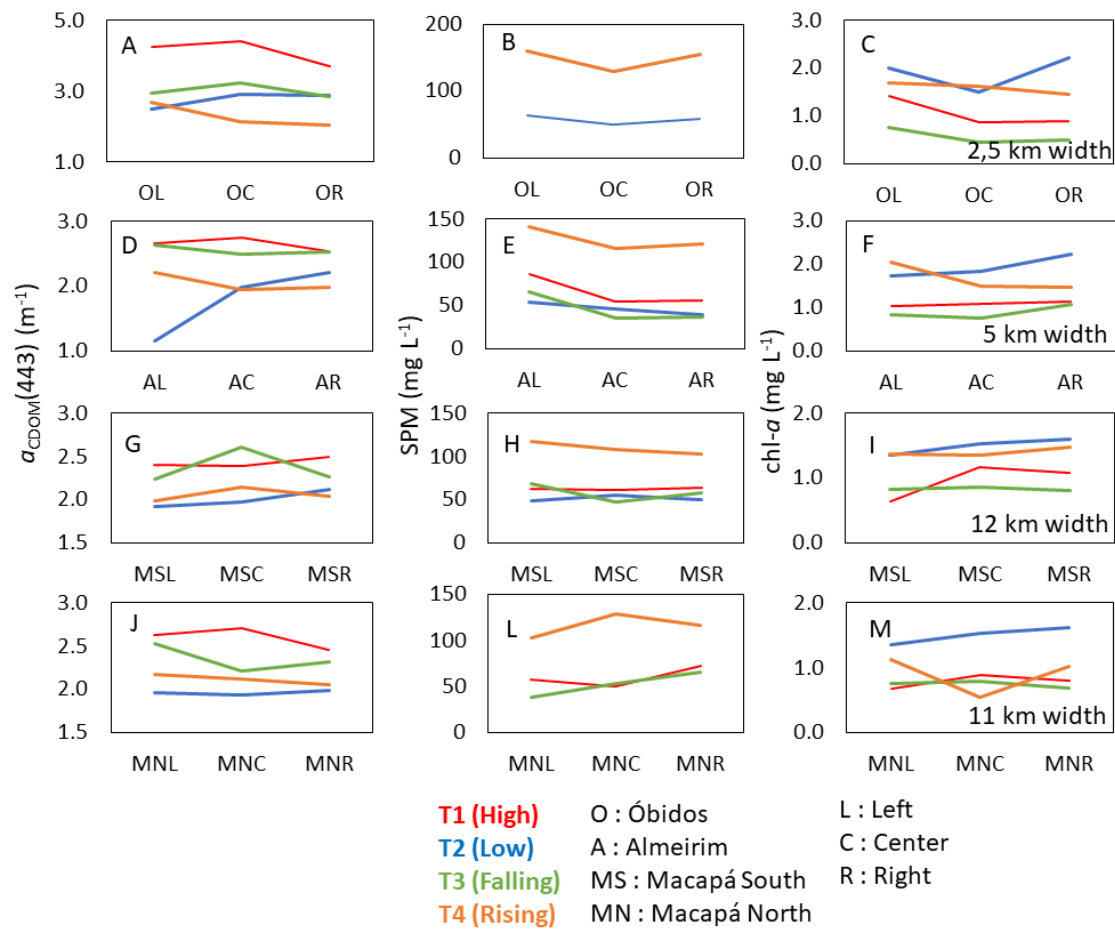 αCDOM(443) (m⁻¹)
5.0
3.0
1.0
A
OL OC OR
SPM (mg L⁻¹)
200
100
0
B
OL OC OR
chl-a (mg L⁻¹)
3.0
2.0
1.0
0.0
C
2,5 km width
OL OC OR
3.0
2.0
1.0
D
AL AC AR
150
100
50
0
E
AL AC AR
3.0
2.0
1.0
0.0
F
5 km width
AL AC AR
3.0
2.5
2.0
1.5
G
MSL MSC MSR
150
100
50
0
H
MSL MSC MSR
2.0
1.0
0.0
I
12 km width
MSL MSC MSR
3.0
2.5
2.0
1.5
J
MNL MNC MNR
150
100
50
0
L
MNL MNC MNR
2.0
1.0
0.0
M
11 km width
MNL MNC MNR
T1 (High)
T2 (Low)
T3 (Falling)
T4 (Rising)
O : Óbidos
A : Almeirim
MS : Macapá South
MN : Macapá North
L : Left
C : Center
R : Right